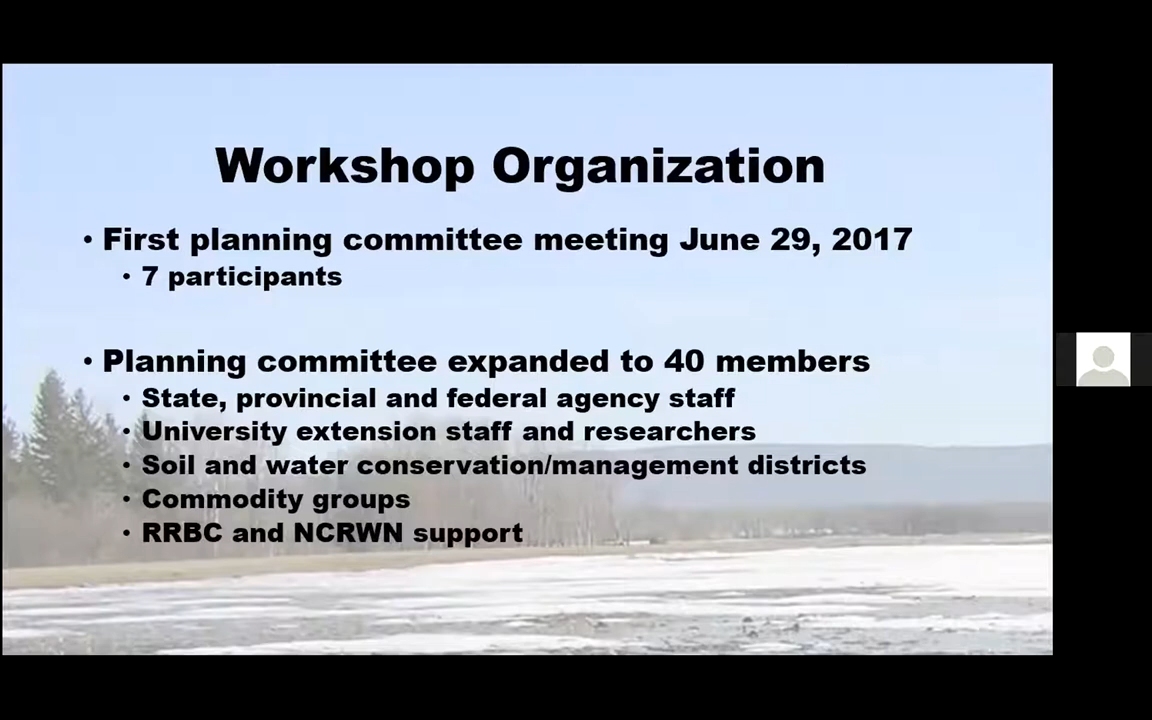 Workshop Organization
• First planning committee meeting June 29, 2017
• 7 participants
• Planning committee expanded to 40 members
• State, provincial and federal agency staff
• University extension staff and researchers
• Soil and water conservation/management districts
• Commodity groups
• RRBC and NCRWN support